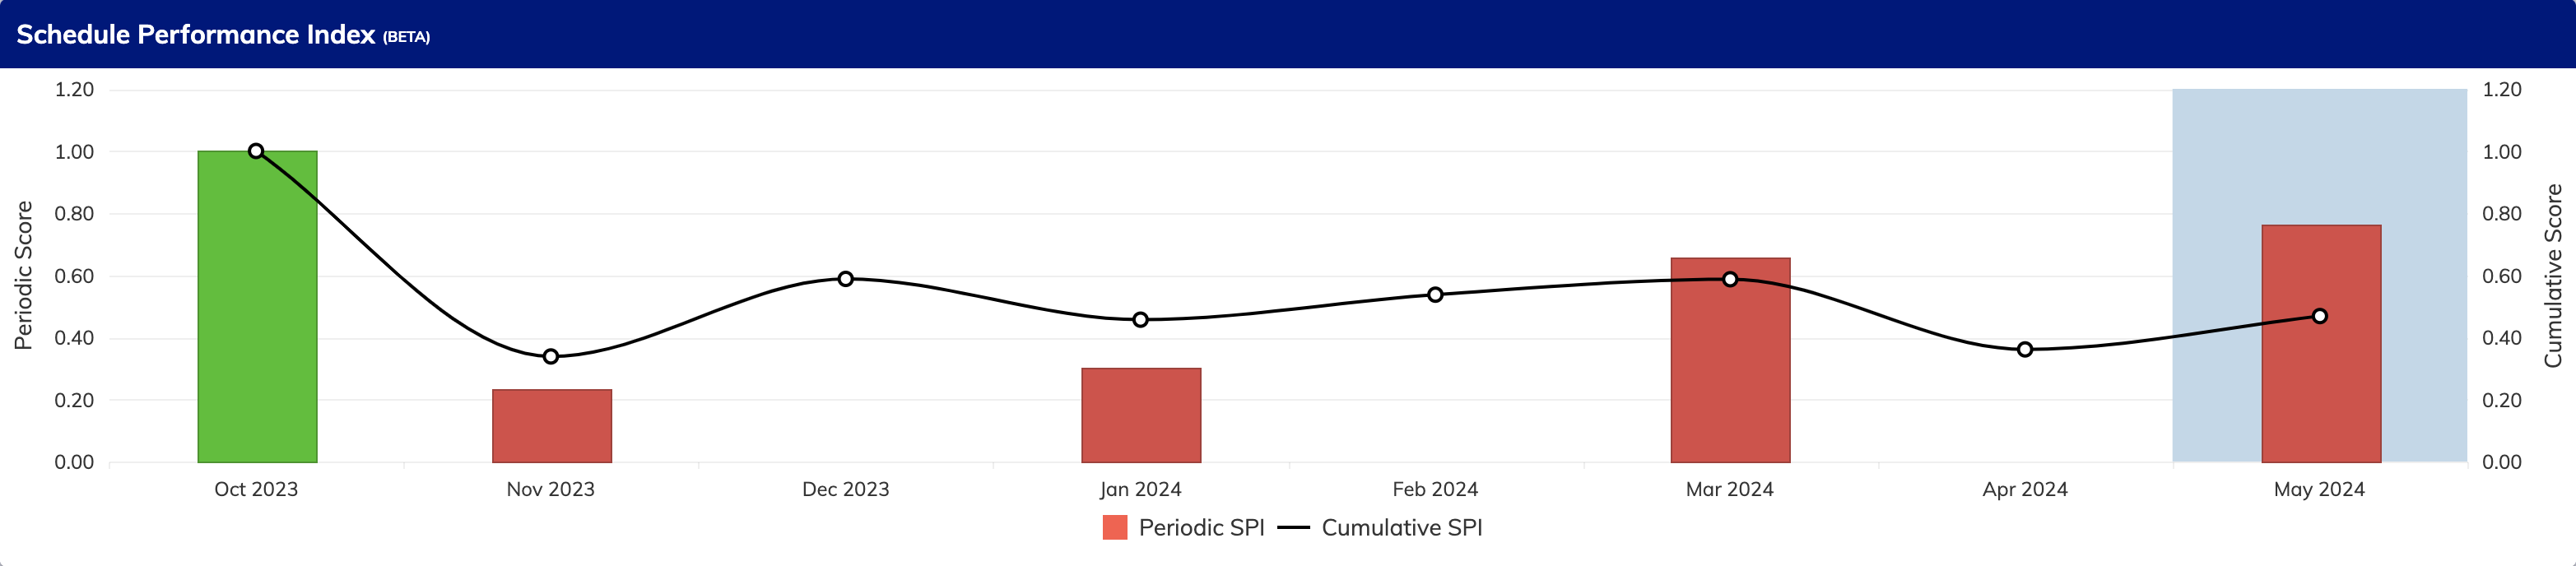 Schedule Performance Index (BETA)
1.20 1.20
1.00 1.00
0.80 0.80
0.60 0.60
0.40 0.40
0.20 0.20
0.00 0.00
Periodic Score
Cumulative Score
Oct 2023 Nov 2023 Dec 2023 Jan 2024 Feb 2024 Mar 2024 Apr 2024 May 2024
Periodic SPI Cumulative SPI